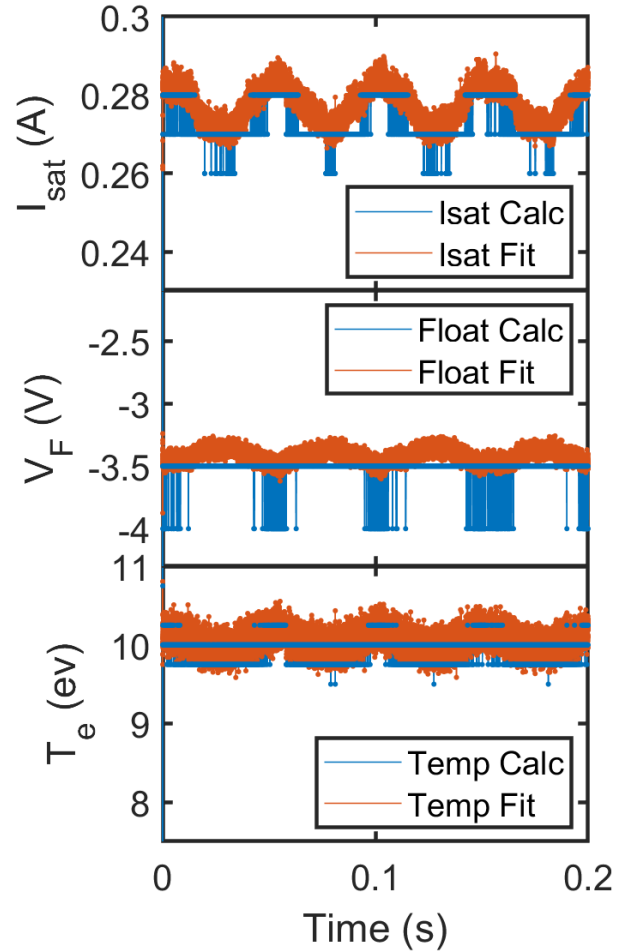 0.3
0.28
0.26
0.24
I_sat (A)
Isat Calc
Isat Fit
-2.5
-3
-3.5
-4
V_F (V)
Float Calc
Float Fit
11
10
9
8
T_e (ev)
Temp Calc
Temp Fit
0 0.1 0.2
Time (s)